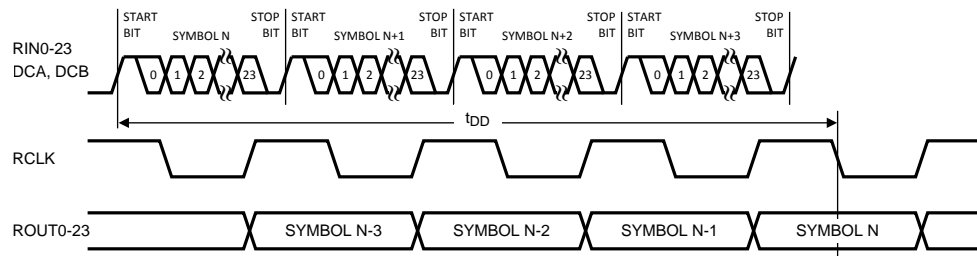 START BIT SYMBOL N STOP BIT START BIT SYMBOL N+1 STOP BIT START BIT SYMBOL N+2 STOP BIT START BIT SYMBOL N+3 STOP BIT
RIN0-23
DCA, DCB
0 1 2 23 0 1 2 23 0 1 2 23 0 1 2 23
tDD
RCLK
ROUT0-23 SYMBOL N-3 SYMBOL N-2 SYMBOL N-1 SYMBOL N